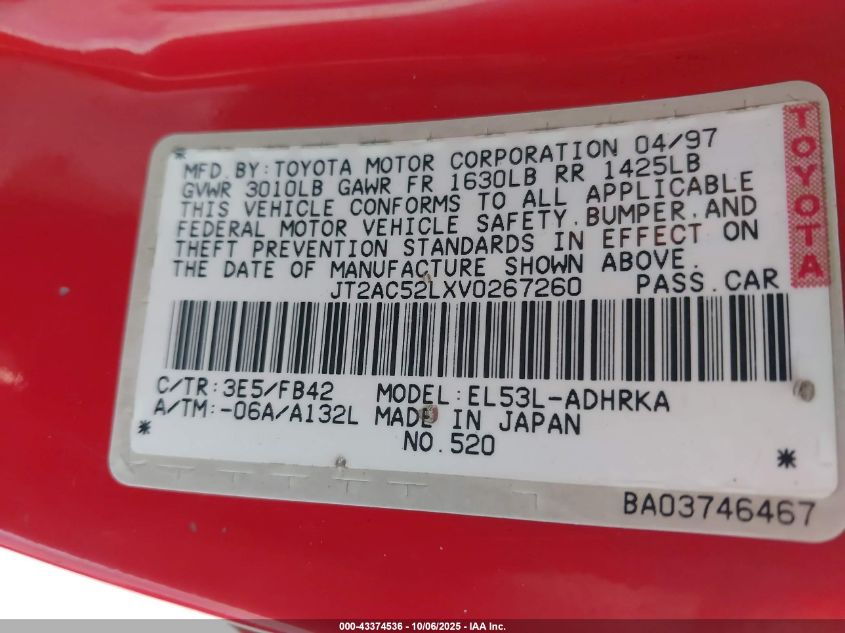 MFD.BY:TOYOTA MOTOR CORPORATION 04/97
GVWR 3010LB GAWR FR 1630LB RR 1425LB
THIS VEHICLE CONFORMS TO ALL APPLICABLE
FEDERAL MOTOR VEHICLE SAFETY,BUMPER,AND
THEFT PREVENTION STANDARDS IN EFFECT ON
THE DATE OF MANUFACTURE SHOWN ABOVE.
JT2AC52LXV0267260 PASS.CAR
TOYOTA
C/TR:3E5/FB42 MODEL:EL53L-ADHRKA
A/TM:-06A/A132L MADE IN JAPAN
NO.520
BA03746467
000-43374536 - 10/06/2025 - IAA Inc.